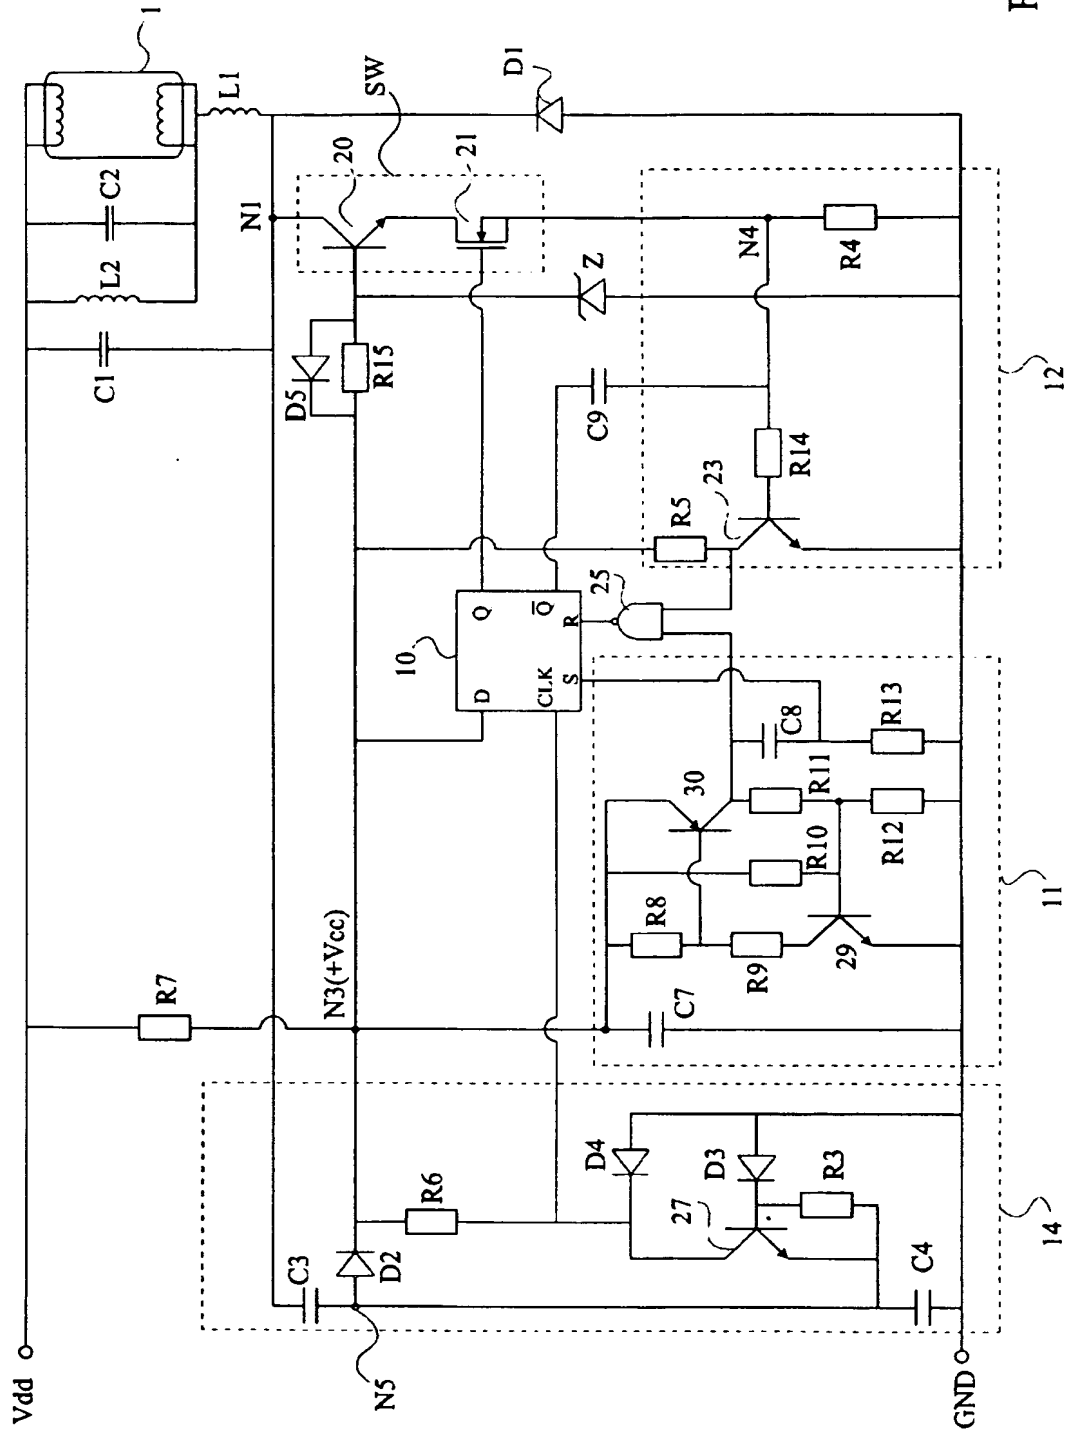 1
L1
SW
D1
C2
L2
C1
N1
20
21
Z
N4
R4
12
D5
R15
C9
R14
23
R5
25
10
D
Q
CLK
Q̅
S
R
C8
R13
R11
30
R10
R12
R8
R9
29
11
C7
R7
N3(+Vcc)
D4
D3
R3
27
R6
C3
D2
C4
14
N5
Vdd
GND